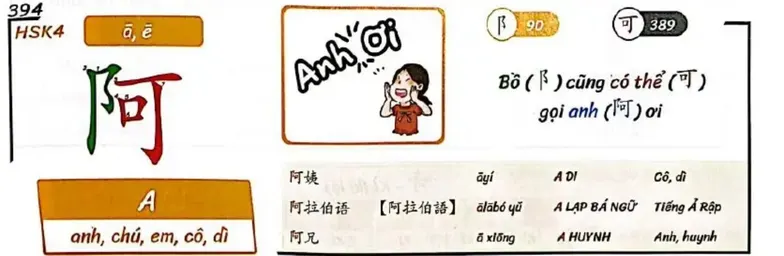 394
HSK4
ā, ē
阿
A
anh, chú, em, cô, dì
Anh Ơi
阝 90
可 389
Bồ (阝) cũng có thể (可)
gọi anh (阿) ơi
阿姨 āyí A DI Cô, dì
阿拉伯语 【阿拉伯語】 ālābó yǔ A LẠP BÁ NGỮ Tiếng Ả Rập
阿兄 ā xiōng A HUYNH Anh, huynh